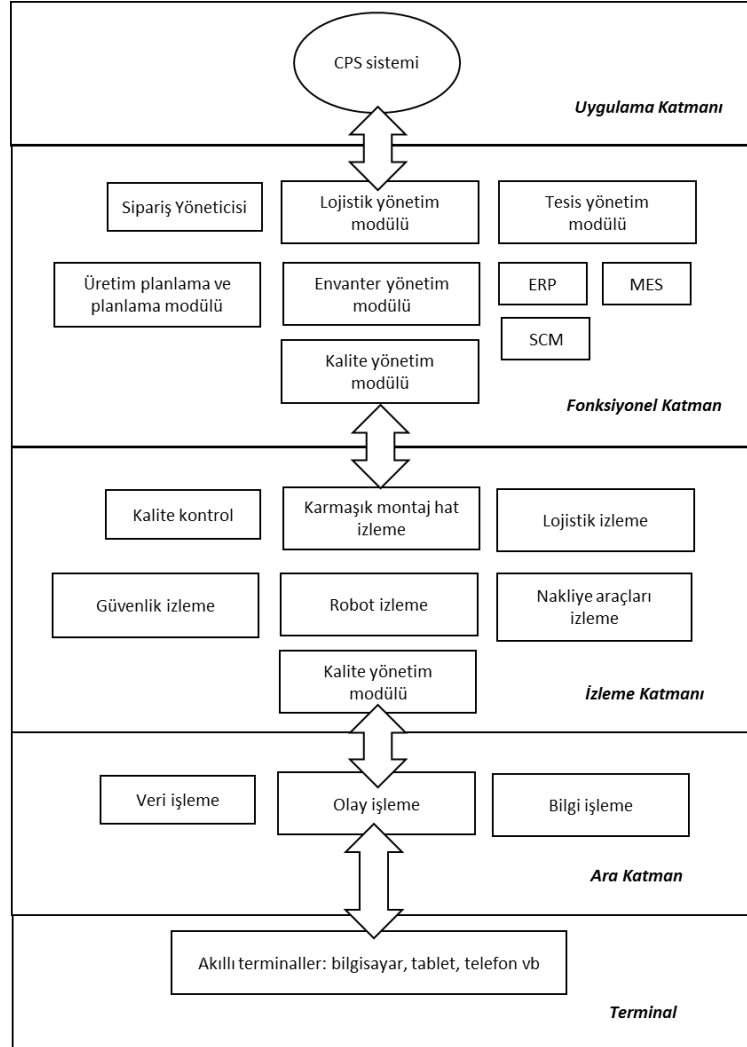 CPS sistemi
Uygulama Katmanı
Sipariş Yöneticisi
Lojistik yönetim
modülü
Tesis yönetim
modülü
Üretim planlama ve
planlama modülü
Envanter yönetim
modülü
ERP
MES
SCM
Kalite yönetim
modülü
Fonksiyonel Katman
Kalite kontrol
Karmaşık montaj hat
izleme
Lojistik izleme
Güvenlik izleme
Robot izleme
Nakliye araçları
izleme
Kalite yönetim
modülü
İzleme Katmanı
Veri işleme
Olay işleme
Bilgi işleme
Ara Katman
Akıllı terminaller: bilgisayar, tablet, telefon vb
Terminal